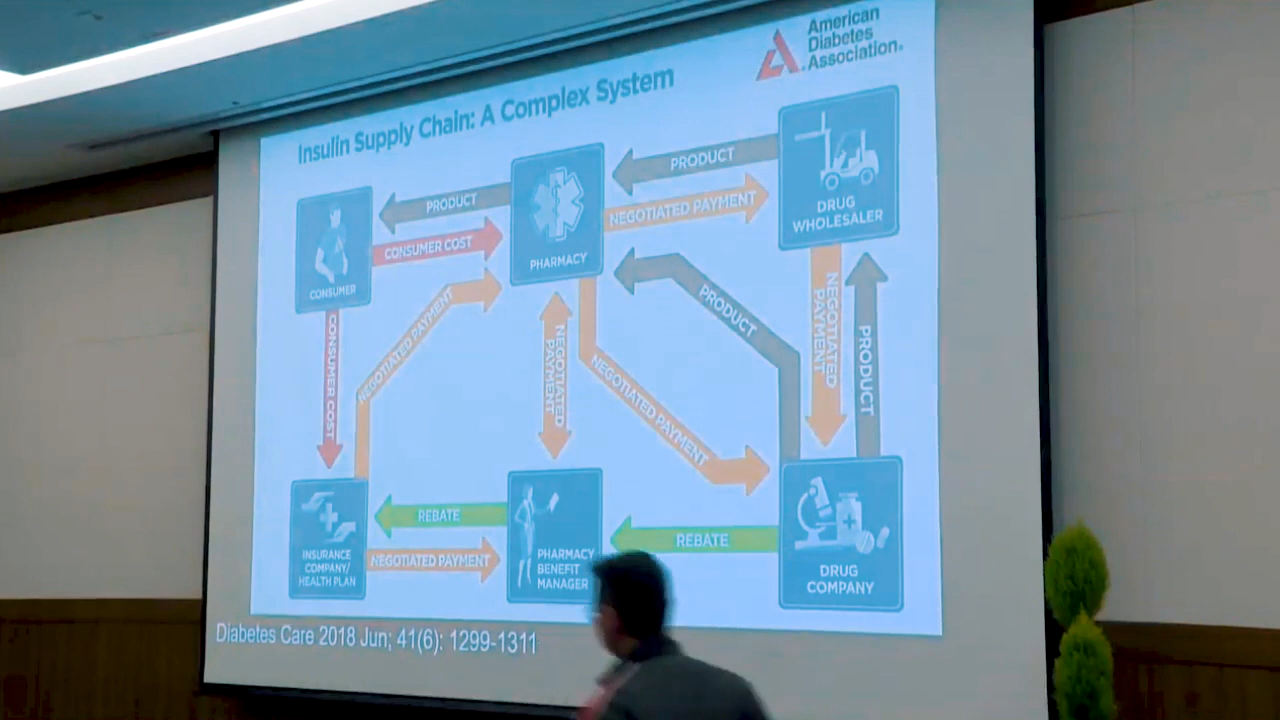 American
Diabetes
Association®
Insulin Supply Chain: A Complex System
PRODUCT
PRODUCT
NEGOTIATED PAYMENT
DRUG
WHOLESALER
CONSUMER COST
PHARMACY
CONSUMER
NEGOTIATED PAYMENT
PRODUCT
NEGOTIATED
PAYMENT
PRODUCT
CONSUMER COST
NEGOTIATED
PAYMENT
NEGOTIATED PAYMENT
REBATE
REBATE
INSURANCE
COMPANY/
HEALTH PLAN
NEGOTIATED PAYMENT
PHARMACY
BENEFIT
MANAGER
DRUG
COMPANY
Diabetes Care 2018 Jun; 41(6): 1299-1311